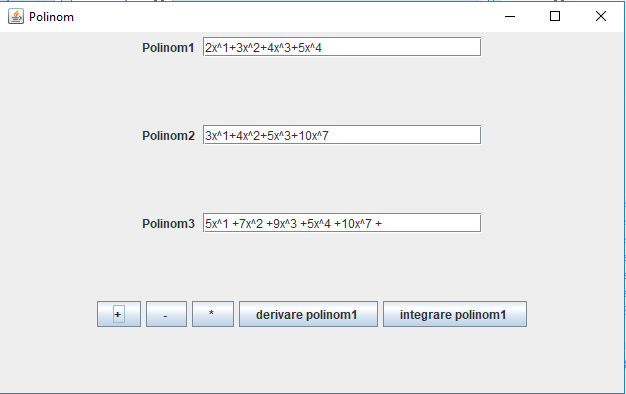 Polinom
Polinom1 2x^1+3x^2+4x^3+5x^4
Polinom2 3x^1+4x^2+5x^3+10x^7
Polinom3 5x^1 +7x^2 +9x^3 +5x^4 +10x^7 +
+ - * derivare polinom1 integrare polinom1